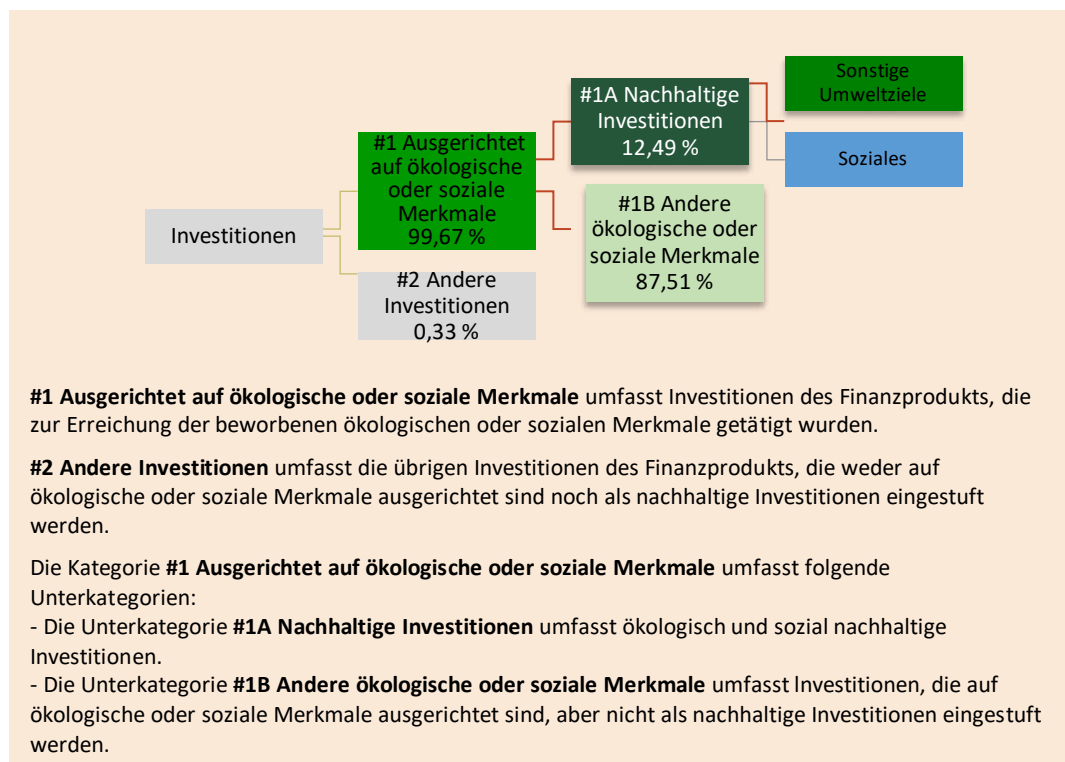 Investitionen
#1 Ausgerichtet
auf ökologische
oder soziale
Merkmale
99,67 %
#2 Andere
Investitionen
0,33 %
#1A Nachhaltige
Investitionen
12,49 %
#1B Andere
ökologische oder
soziale Merkmale
87,51 %
Sonstige
Umweltziele
Soziales
#1 Ausgerichtet auf ökologische oder soziale Merkmale umfasst Investitionen des Finanzprodukts, die
zur Erreichung der beworbenen ökologischen oder sozialen Merkmale getätigt wurden.
#2 Andere Investitionen umfasst die übrigen Investitionen des Finanzprodukts, die weder auf
ökologische oder soziale Merkmale ausgerichtet sind noch als nachhaltige Investitionen eingestuft
werden.
Die Kategorie #1 Ausgerichtet auf ökologische oder soziale Merkmale umfasst folgende
Unterkategorien:
- Die Unterkategorie #1A Nachhaltige Investitionen umfasst ökologisch und sozial nachhaltige
Investitionen.
- Die Unterkategorie #1B Andere ökologische oder soziale Merkmale umfasst lnvestitionen, die auf
ökologische oder soziale Merkmale ausgerichtet sind, aber nicht als nachhaltige Investitionen eingestuft
werden.